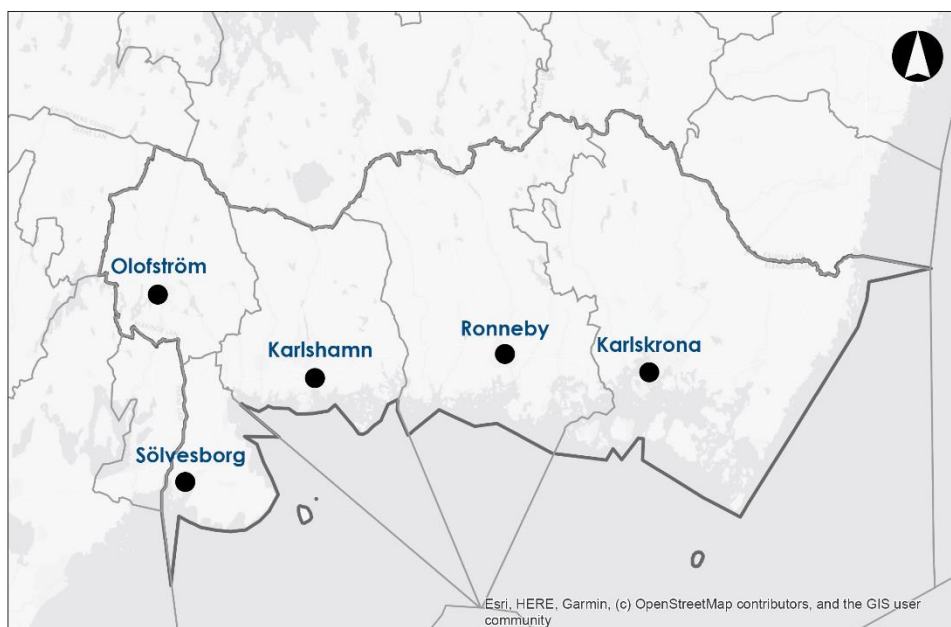 Olofström
Karlshamn
Ronneby
Karlskrona
Sölvesborg
Esri, HERE, Garmin, (c) OpenStreetMap contributors, and the GIS user
community